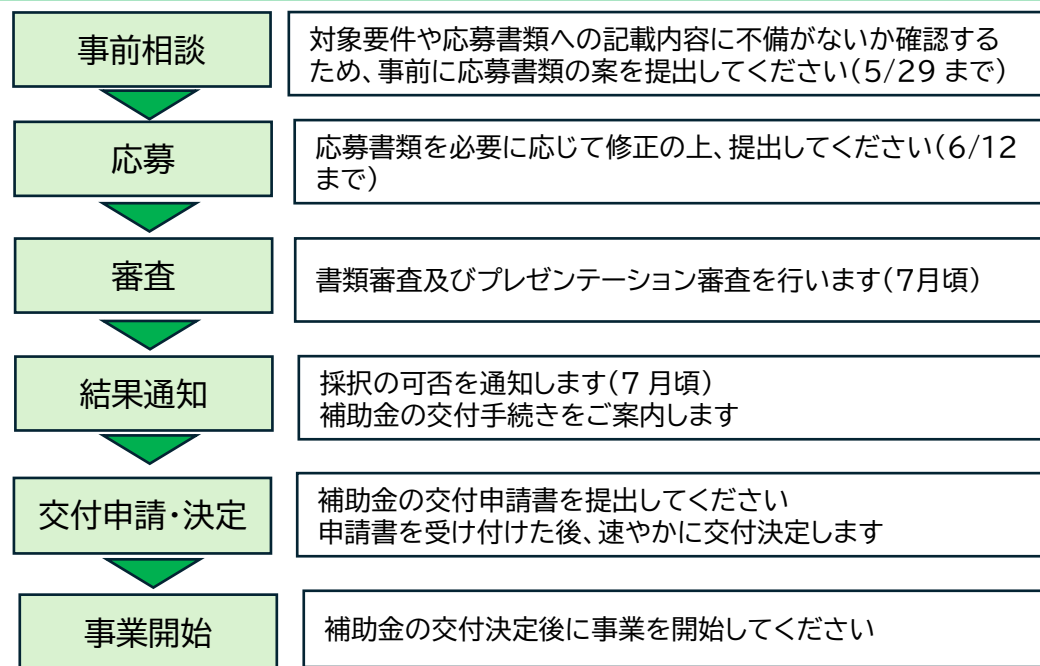 事前相談
対象要件や応募書類への記載内容に不備がないか確認する
ため、事前に応募書類の案を提出してください(5/29 まで)
応募
応募書類を必要に応じて修正の上、提出してください(6/12
まで)
審査
書類審査及びプレゼンテーション審査を行います(7月頃)
結果通知
採択の可否を通知します(7 月頃)
補助金の交付手続きをご案内します
交付申請・決定
補助金の交付申請書を提出してください
申請書を受け付けた後、速やかに交付決定します
事業開始
補助金の交付決定後に事業を開始してください